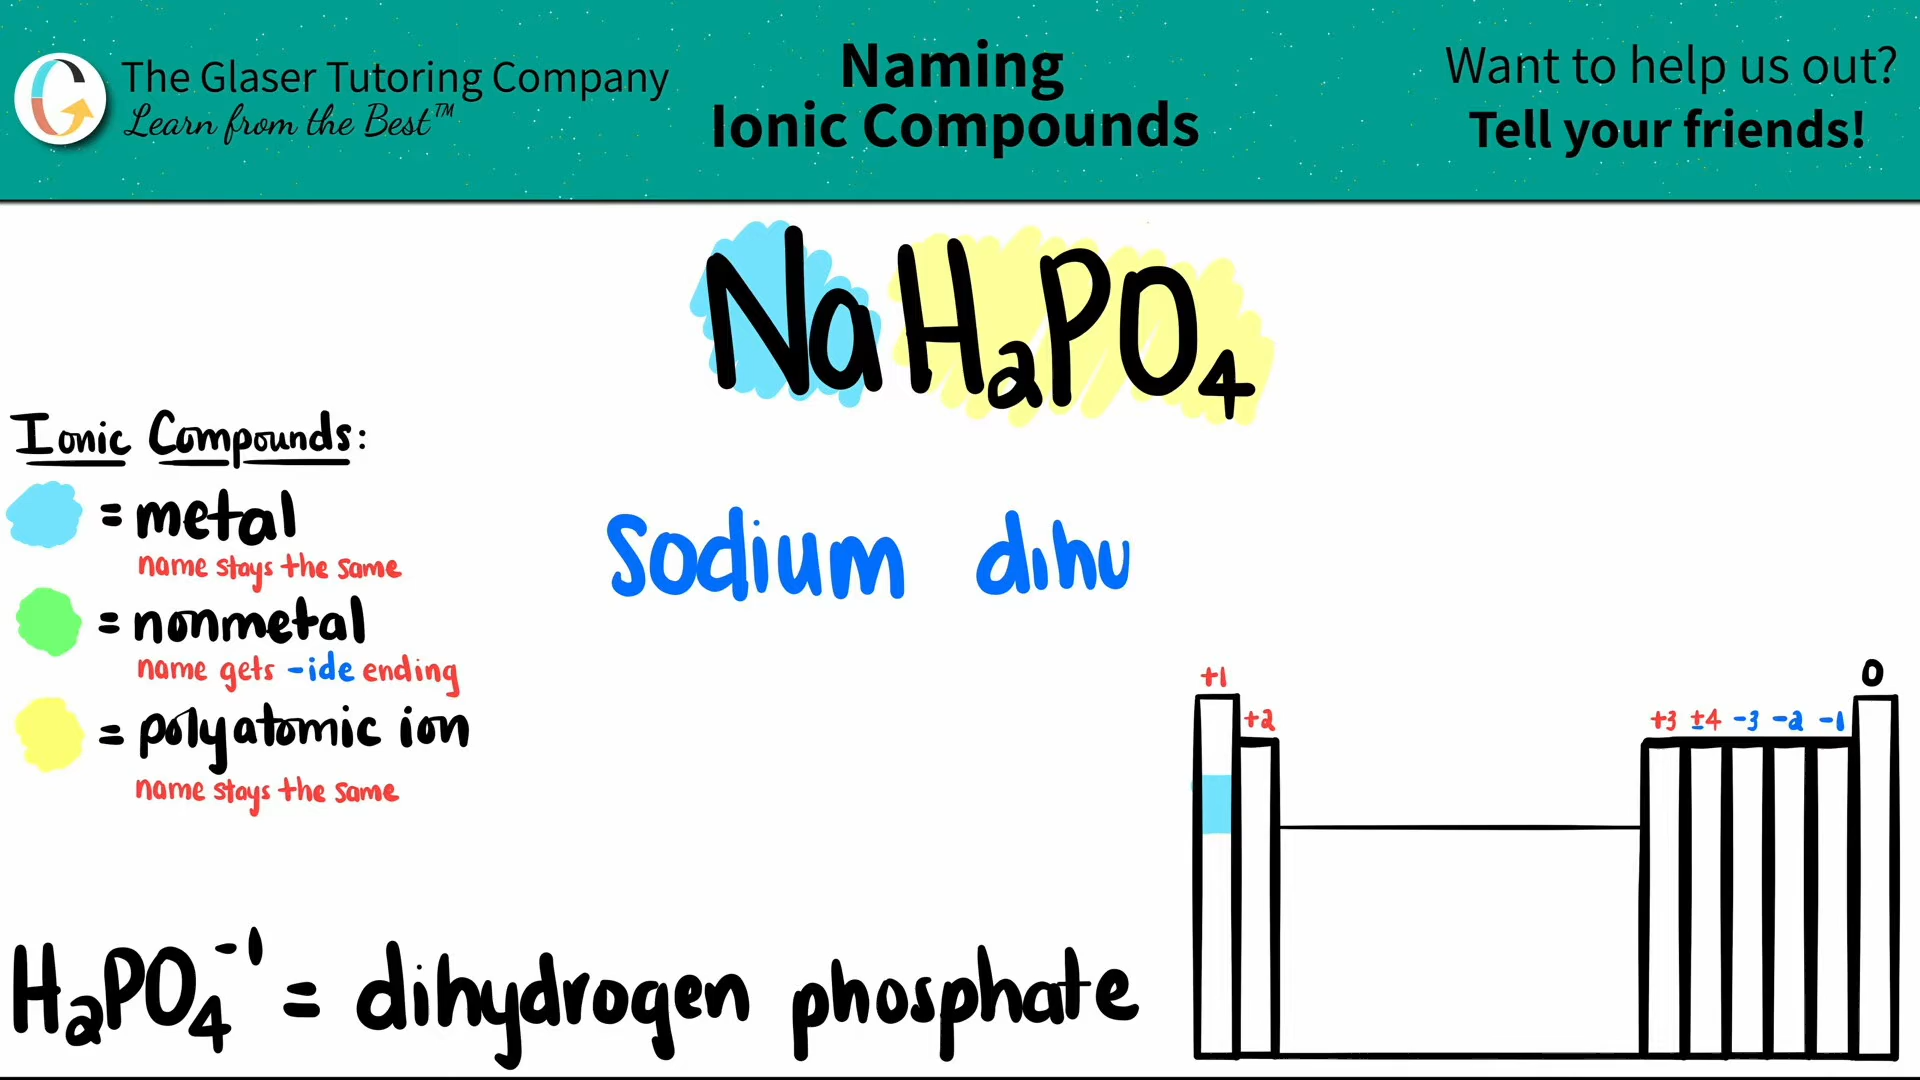 The Glaser Tutoring Company
Learn from the Best™
Naming
Ionic Compounds
Want to help us out?
Tell your friends!
NaH₂PO₄
Ionic Compounds:
= metal
name stays the same
= nonmetal
name gets -ide ending
= polyatomic ion
name stays the same
Sodium dihu
+1
+2
+3 ±4 -3 -2 -1
0
H₂PO₄⁻¹ = dihydrogen phosphate